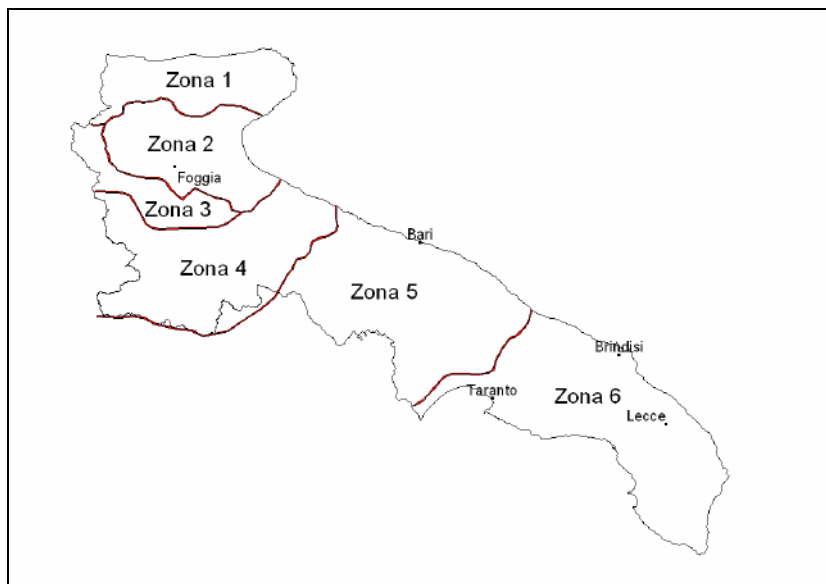 Zona 1
Zona 2
Foggia
Zona 3
Bari
Zona 4
Zona 5
Brindisi
Taranto
Zona 6
Lecce